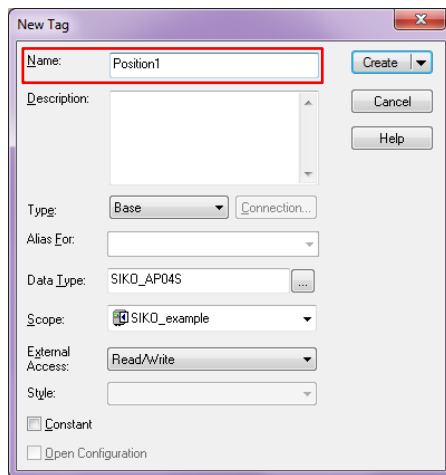 New Tag
Name: Position1
Create
Description:
Cancel
Help
Type: Base Connection...
Alias For:
Data Type: SIKO_AP04S ...
Scope: SIKO_example
External Access: Read/Write
Style:
Constant
Open Configuration